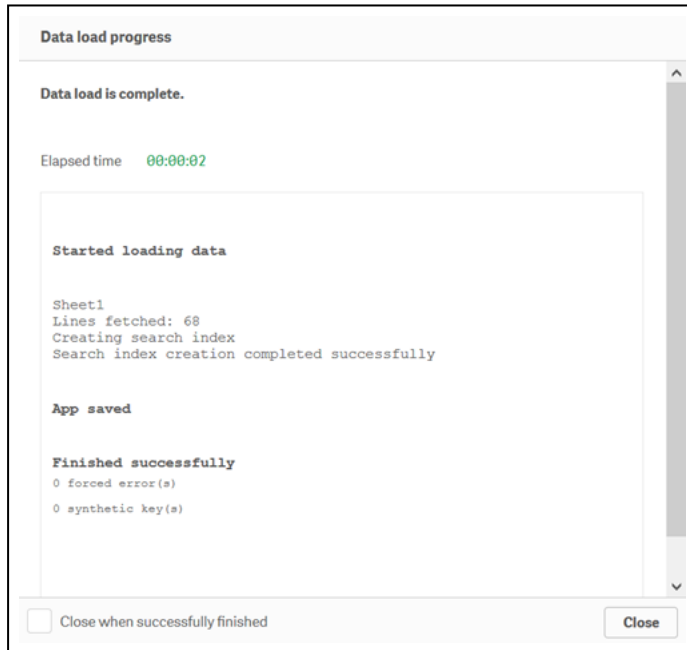 Data load progress
Data load is complete.
Elapsed time 00:00:02
Started loading data
Sheet1
Lines fetched: 68
Creating search index
Search index creation completed successfully
App saved
Finished successfully
0 forced error(s)
0 synthetic key(s)
Close when successfully finished
Close